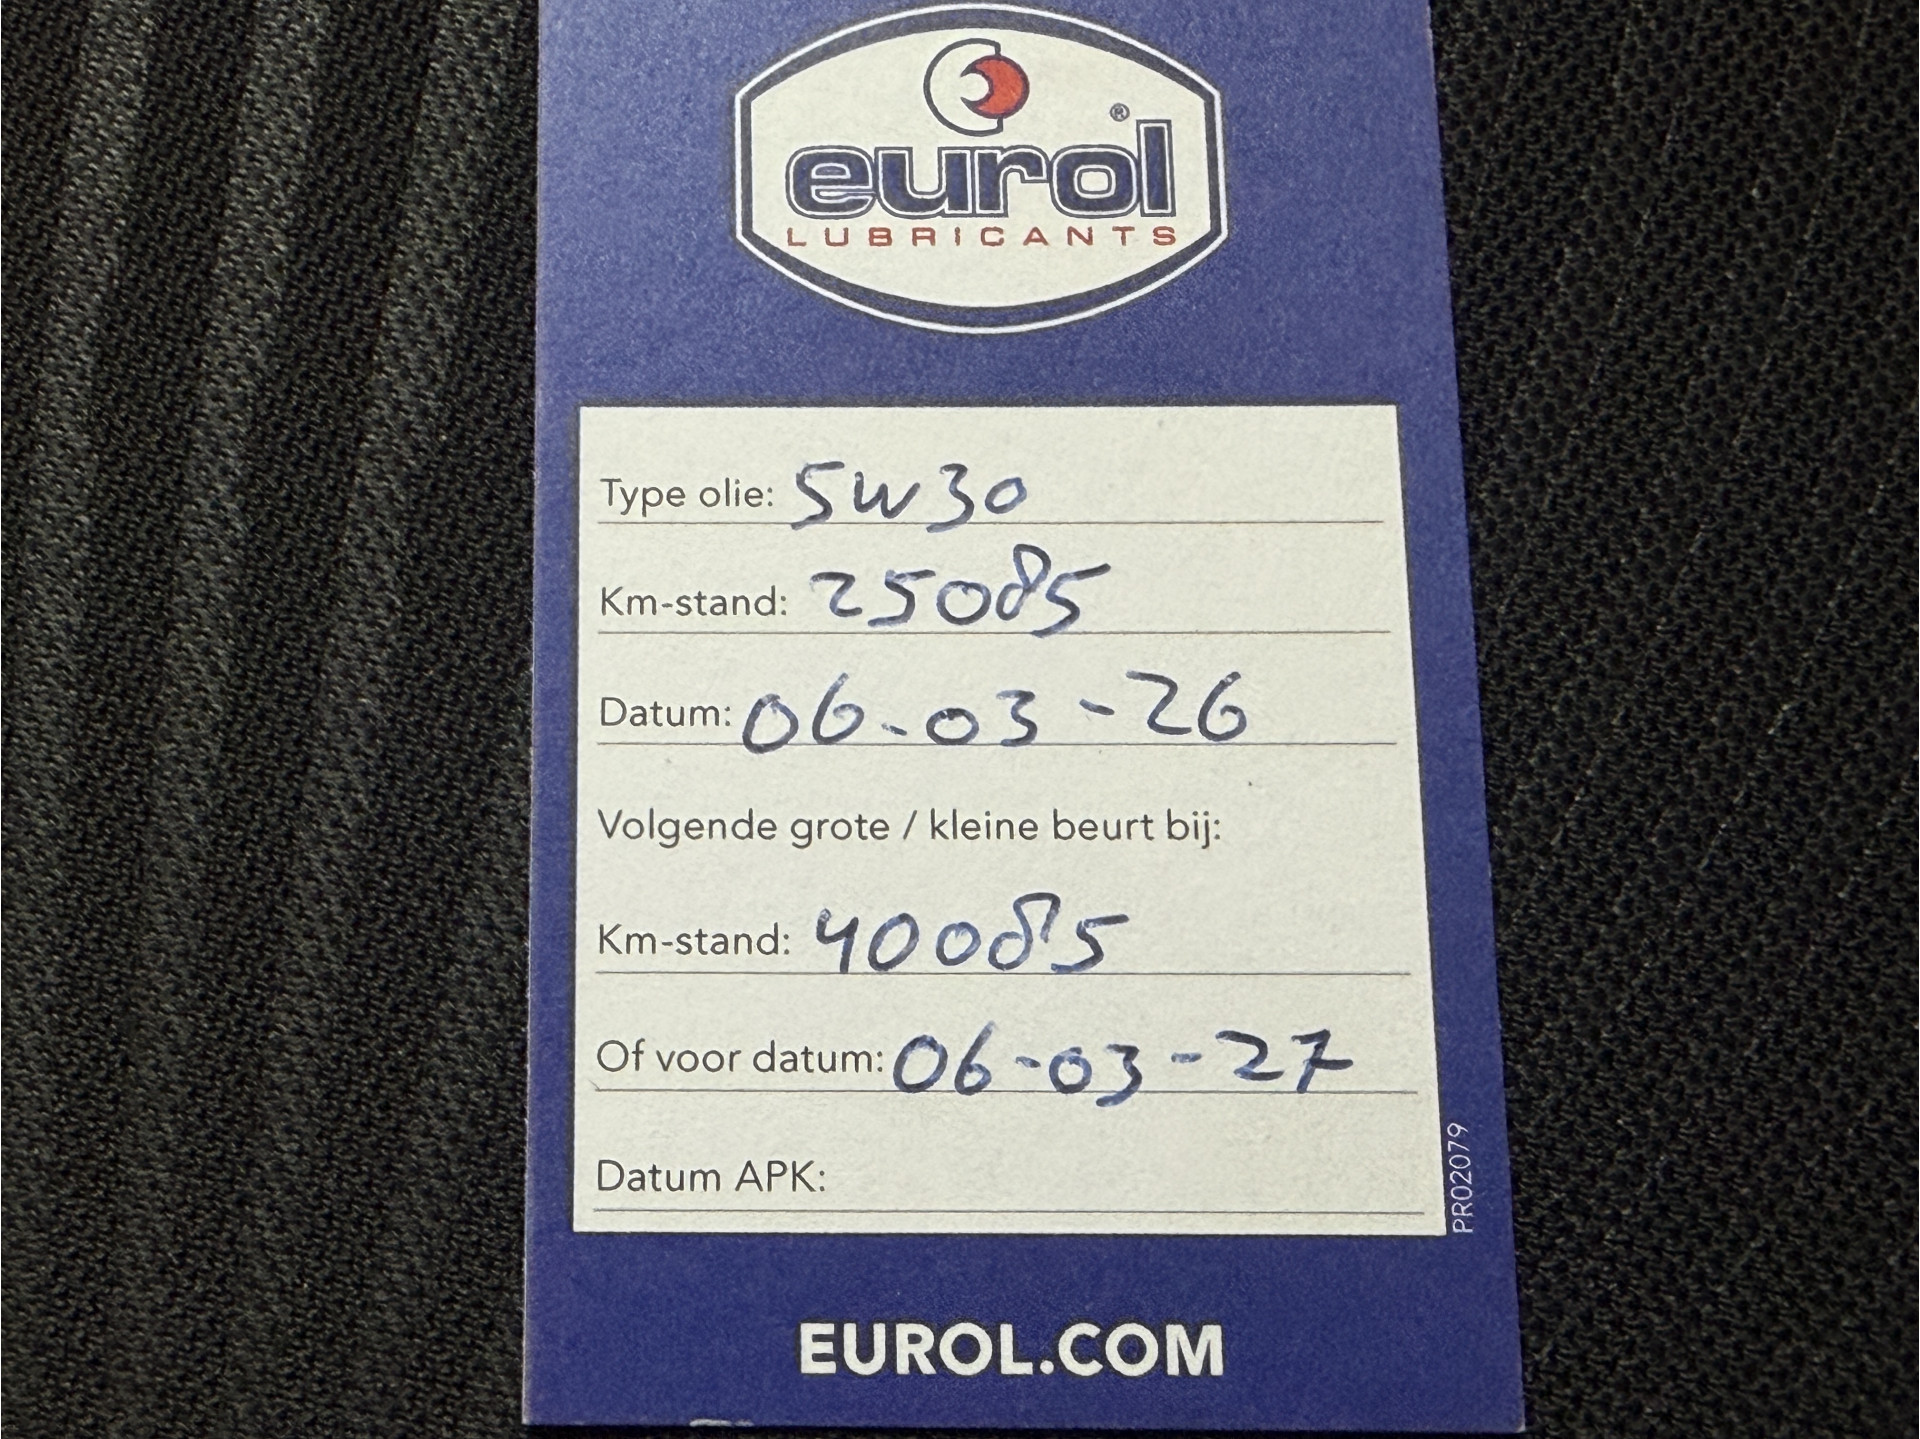 eurol®
LUBRICANTS
Type olie: 5W30
Km-stand: 25085
Datum: 06-03-26
Volgende grote / kleine beurt bij:
Km-stand: 40085
Of voor datum: 06-03-27
Datum APK:
PR02079
EUROL.COM